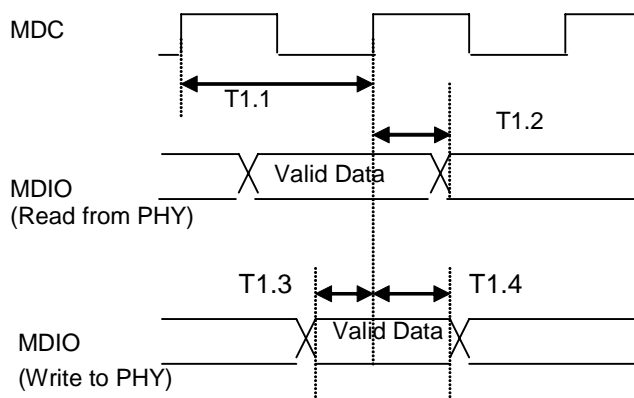 MDC
T1.1
T1.2
Valid Data
MDIO
(Read from PHY)
T1.3
T1.4
Valid Data
MDIO
(Write to PHY)